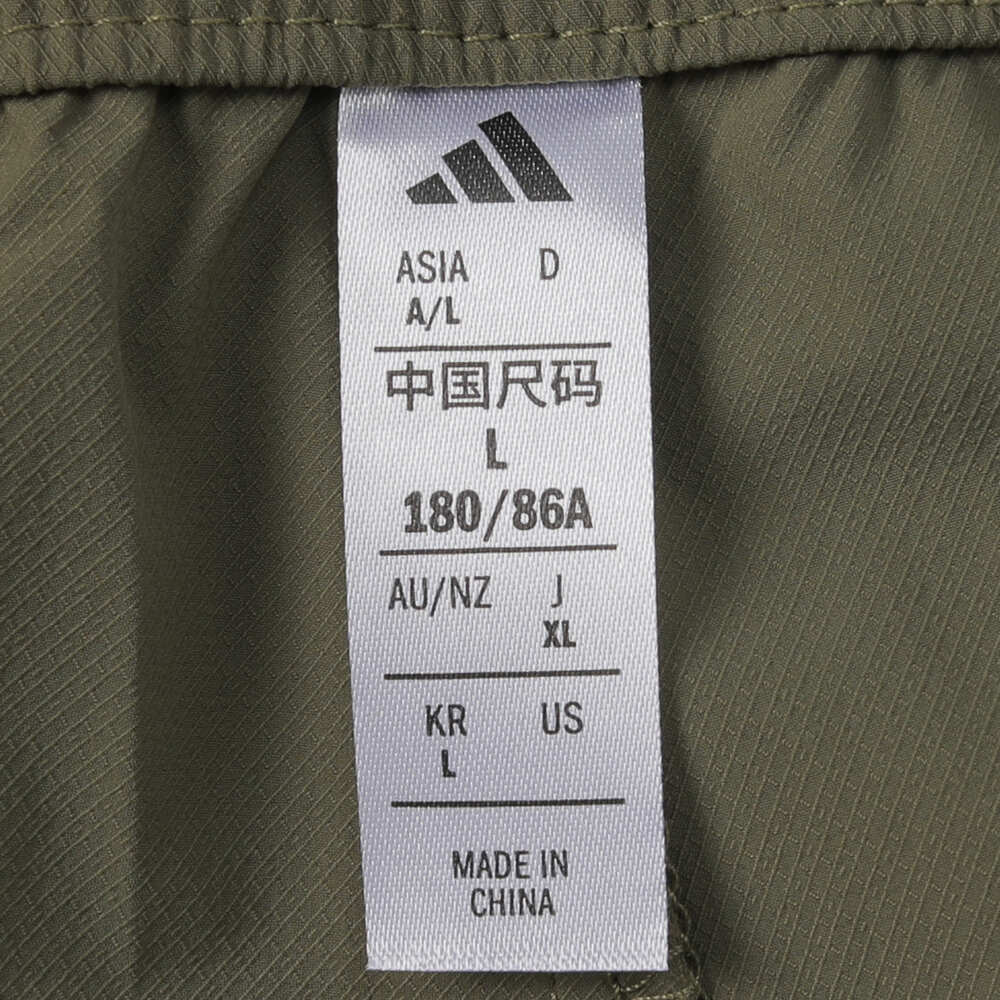 ASIA D
A/L
中国尺码
L
180/86A
AU/NZ J
XL
KR US
L
MADE IN
CHINA